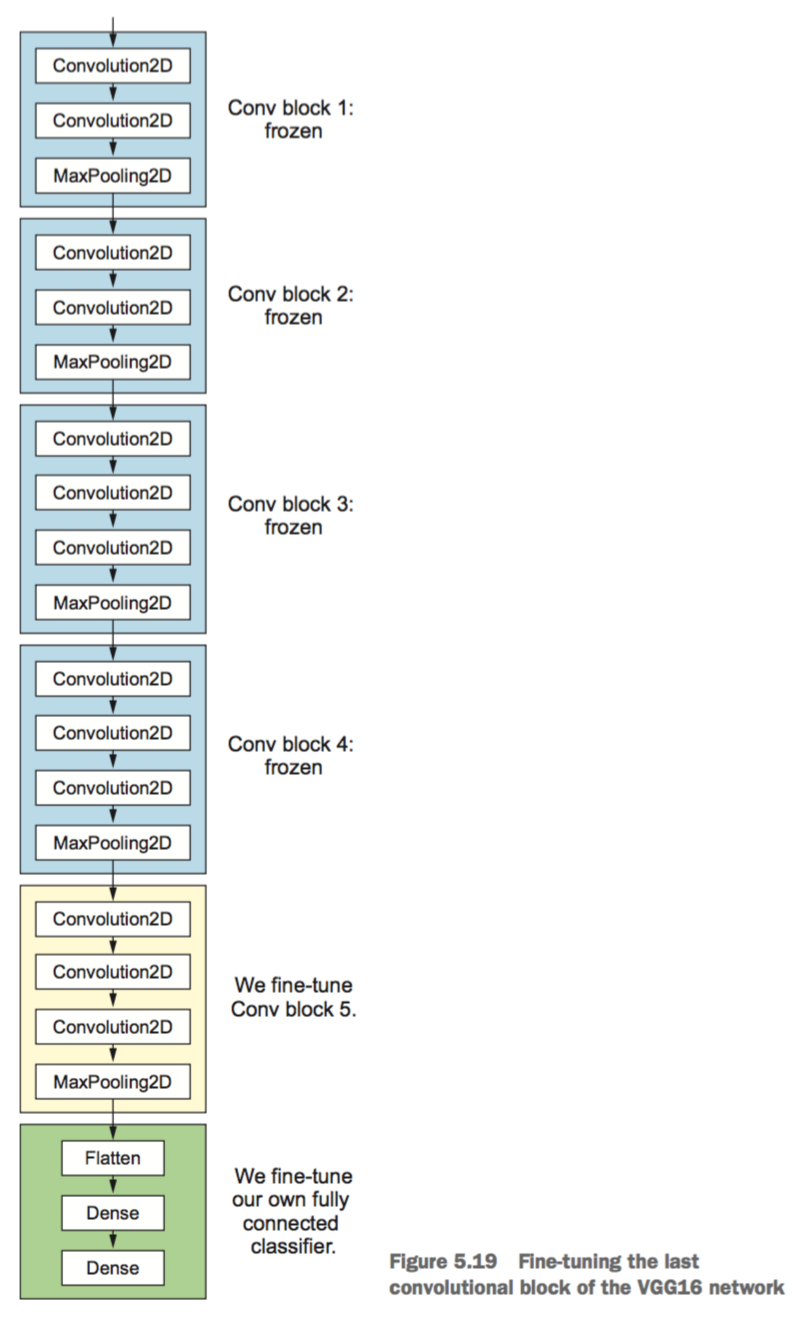 Convolution2D
Convolution2D
MaxPooling2D
Conv block 1:
frozen
Convolution2D
Convolution2D
MaxPooling2D
Conv block 2:
frozen
Convolution2D
Convolution2D
Convolution2D
MaxPooling2D
Conv block 3:
frozen
Convolution2D
Convolution2D
Convolution2D
MaxPooling2D
Conv block 4:
frozen
Convolution2D
Convolution2D
Convolution2D
MaxPooling2D
We fine-tune
Conv block 5.
Flatten
Dense
Dense
We fine-tune
our own fully
connected
classifier.
Figure 5.19 Fine-tuning the last
convolutional block of the VGG16 network